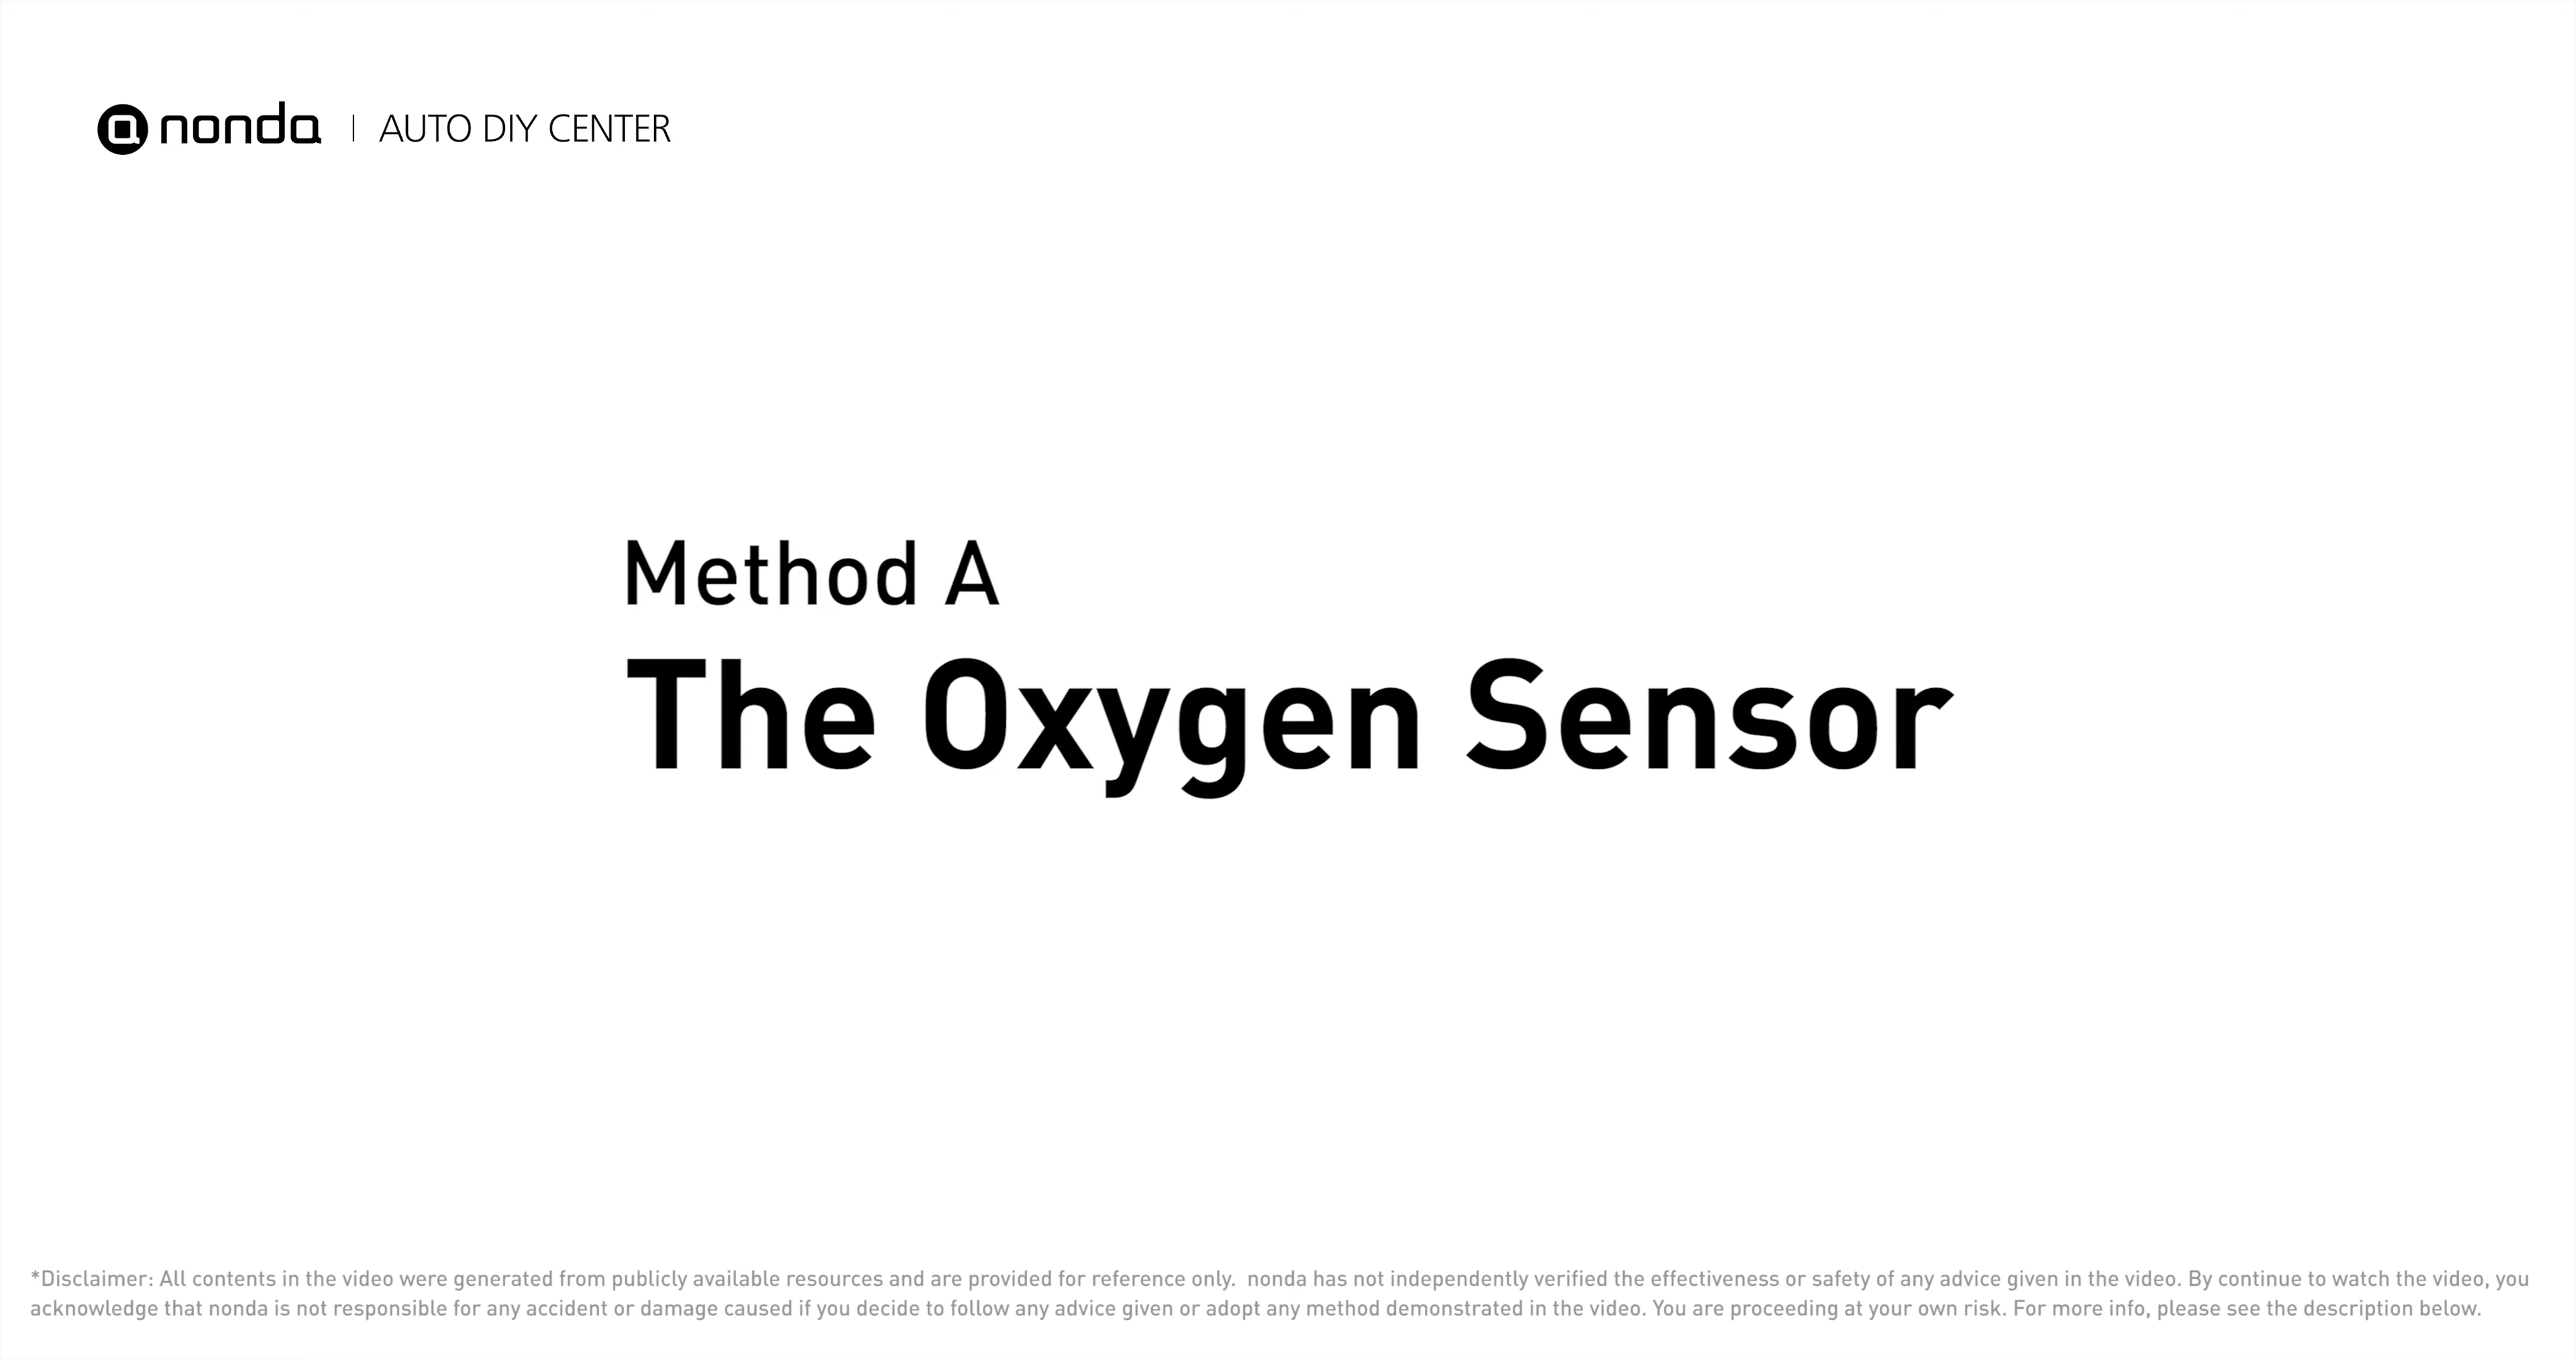 nonda | AUTO DIY CENTER
Method A
The Oxygen Sensor
*Disclaimer: All contents in the video were generated from publicly available resources and are provided for reference only.  nonda has not independently verified the effectiveness or safety of any advice given in the video. By continue to watch the video, you
acknowledge that nonda is not responsible for any accident or damage caused if you decide to follow any advice given or adopt any method demonstrated in the video. You are proceeding at your own risk. For more info, please see the description below.